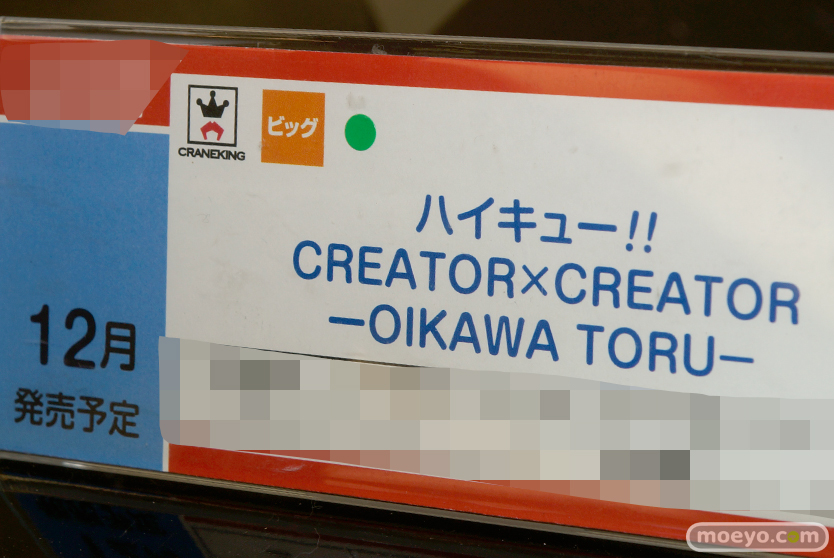 CRANEKING
ビッグ
ハイキュー!!
CREATOR×CREATOR
ーOIKAWA TORUー
12月
発売予定
moeyo.com